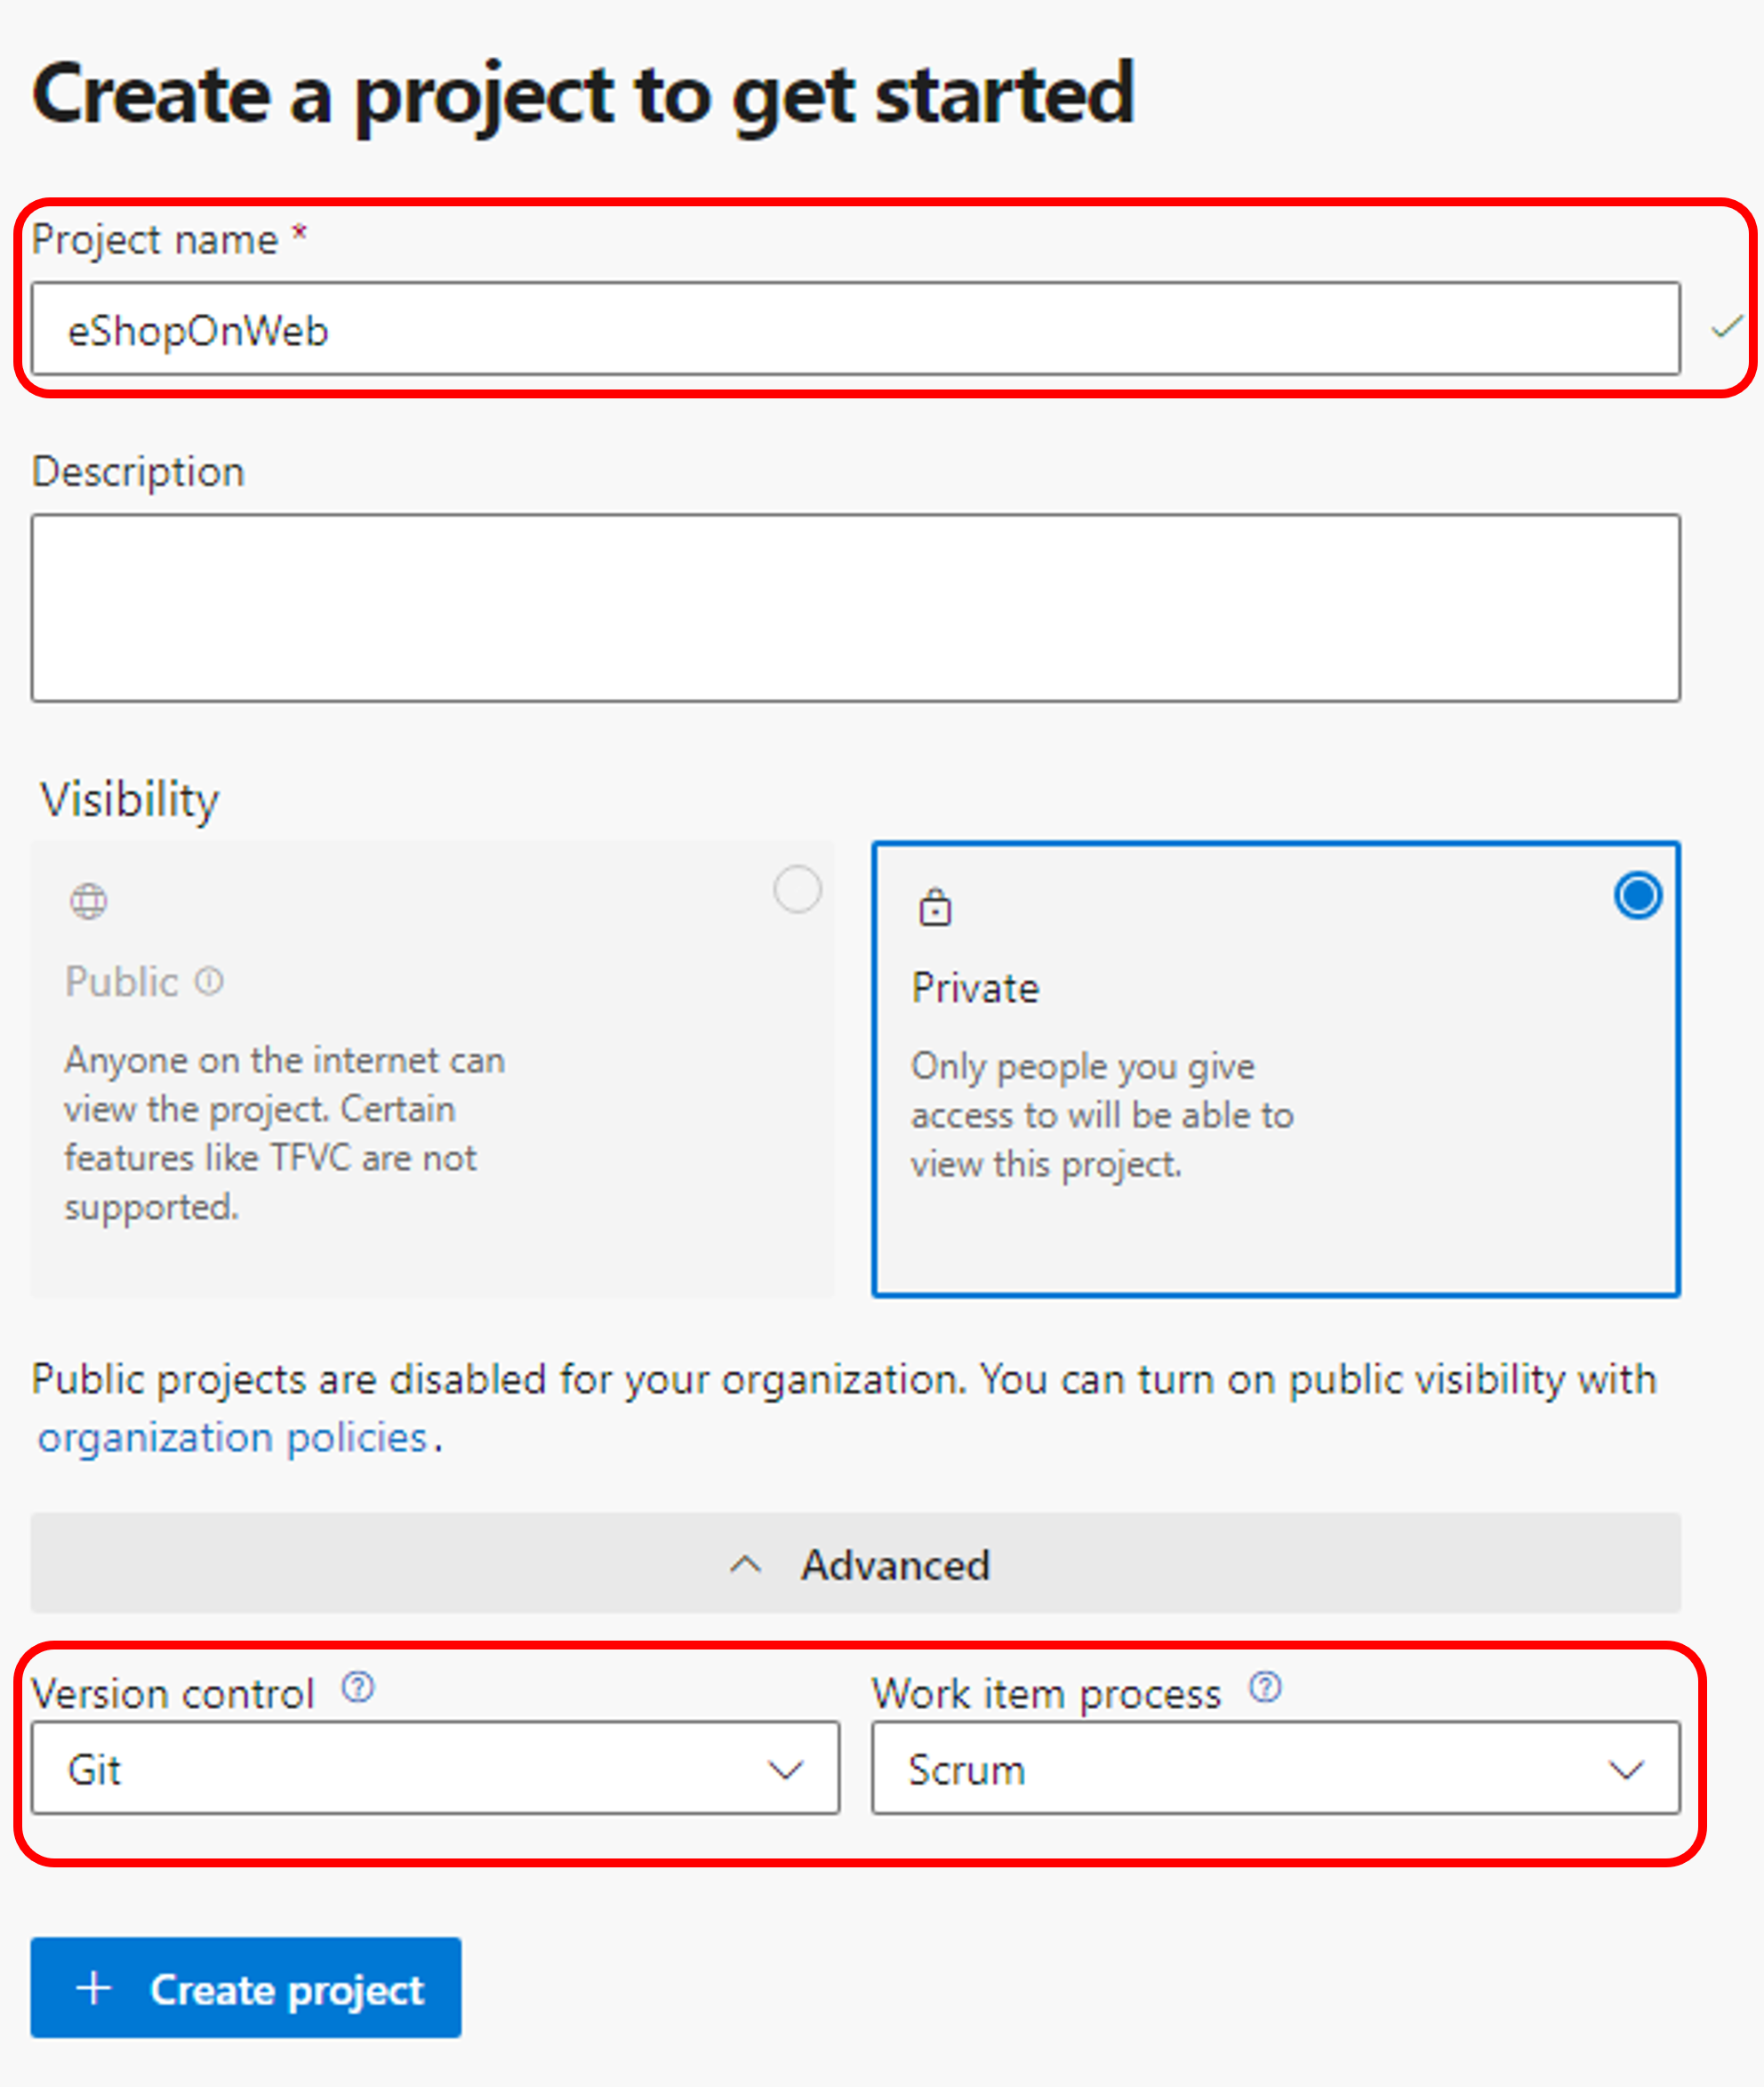 Create a project to get started
Project name *
eShopOnWeb
Description
Visibility
Public
Anyone on the internet can
view the project. Certain
features like TFVC are not
supported.
Private
Only people you give
access to will be able to
view this project.
Public projects are disabled for your organization. You can turn on public visibility with
organization policies.
Advanced
Version control
Git
Work item process
Scrum
+ Create project